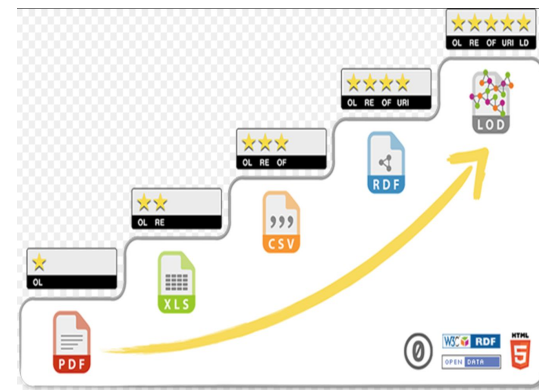 OL RE OF URI LD
OL RE OF URI
LOD
OL RE OF
RDF
OL RE
,,,
CSV
OL
XLS
PDF
0
W3C RDF
OPEN DATA
HTML
5